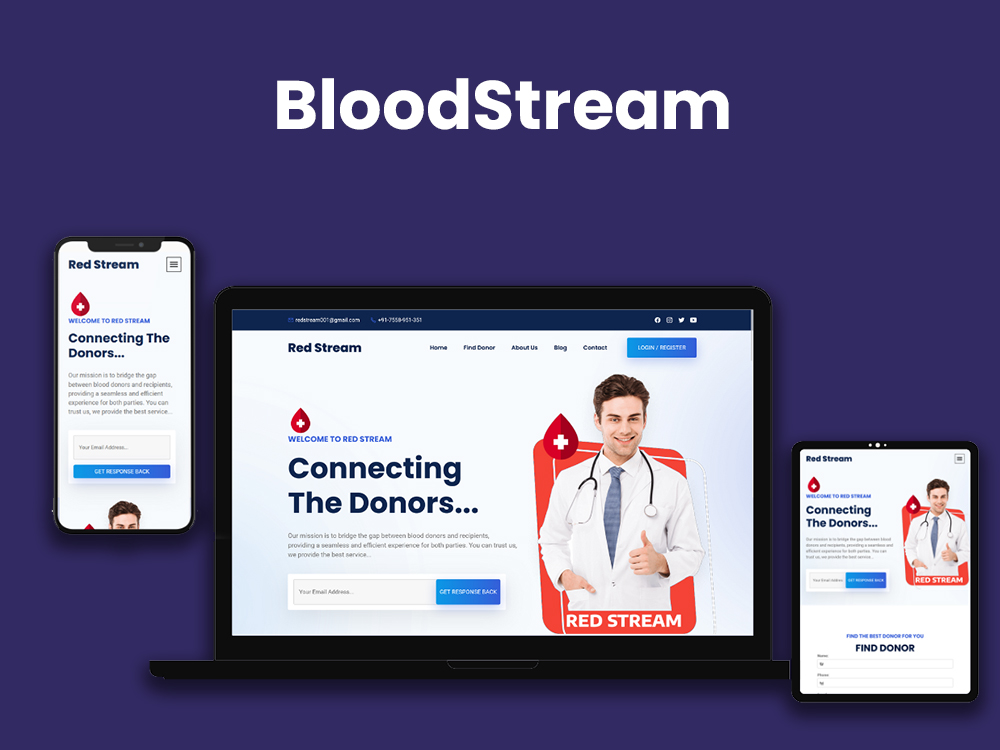 BloodStream
Red Stream
WELCOME TO RED STREAM
Connecting The
Donors...
Our mission is to bridge the gap
between blood donors and recipients,
providing a seamless and efficient
experience for both parties. You can
trust us, we provide the best service...
Your Email Address...
GET RESPONSE BACK
redstream001@gmail.com +91-7558-951-351
Red Stream Home Find Donor About Us Blog Contact LOGIN / REGISTER
WELCOME TO RED STREAM
Connecting
The Donors...
Our mission is to bridge the gap between blood donors and recipients,
providing a seamless and efficient experience for both parties. You can trust us,
we provide the best service...
Your Email Address... GET RESPONSE BACK
RED STREAM
Red Stream
WELCOME TO RED STREAM
Connecting
The Donors...
Our mission is to bridge the gap between blood
donors and recipients, providing a seamless and
efficient experience for both parties. You can trust
us, we provide the best service...
Your Email Address GET RESPONSE BACK
RED STREAM
FIND THE BEST DONOR FOR YOU
FIND DONOR
Name:
Phone: